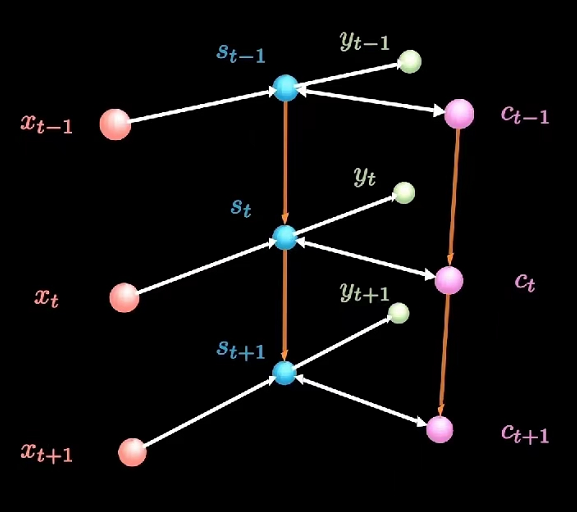 s_{t-1} y_{t-1}
x_{t-1} c_{t-1}
y_t
s_t
x_t c_t
y_{t+1}
s_{t+1}
x_{t+1} c_{t+1}